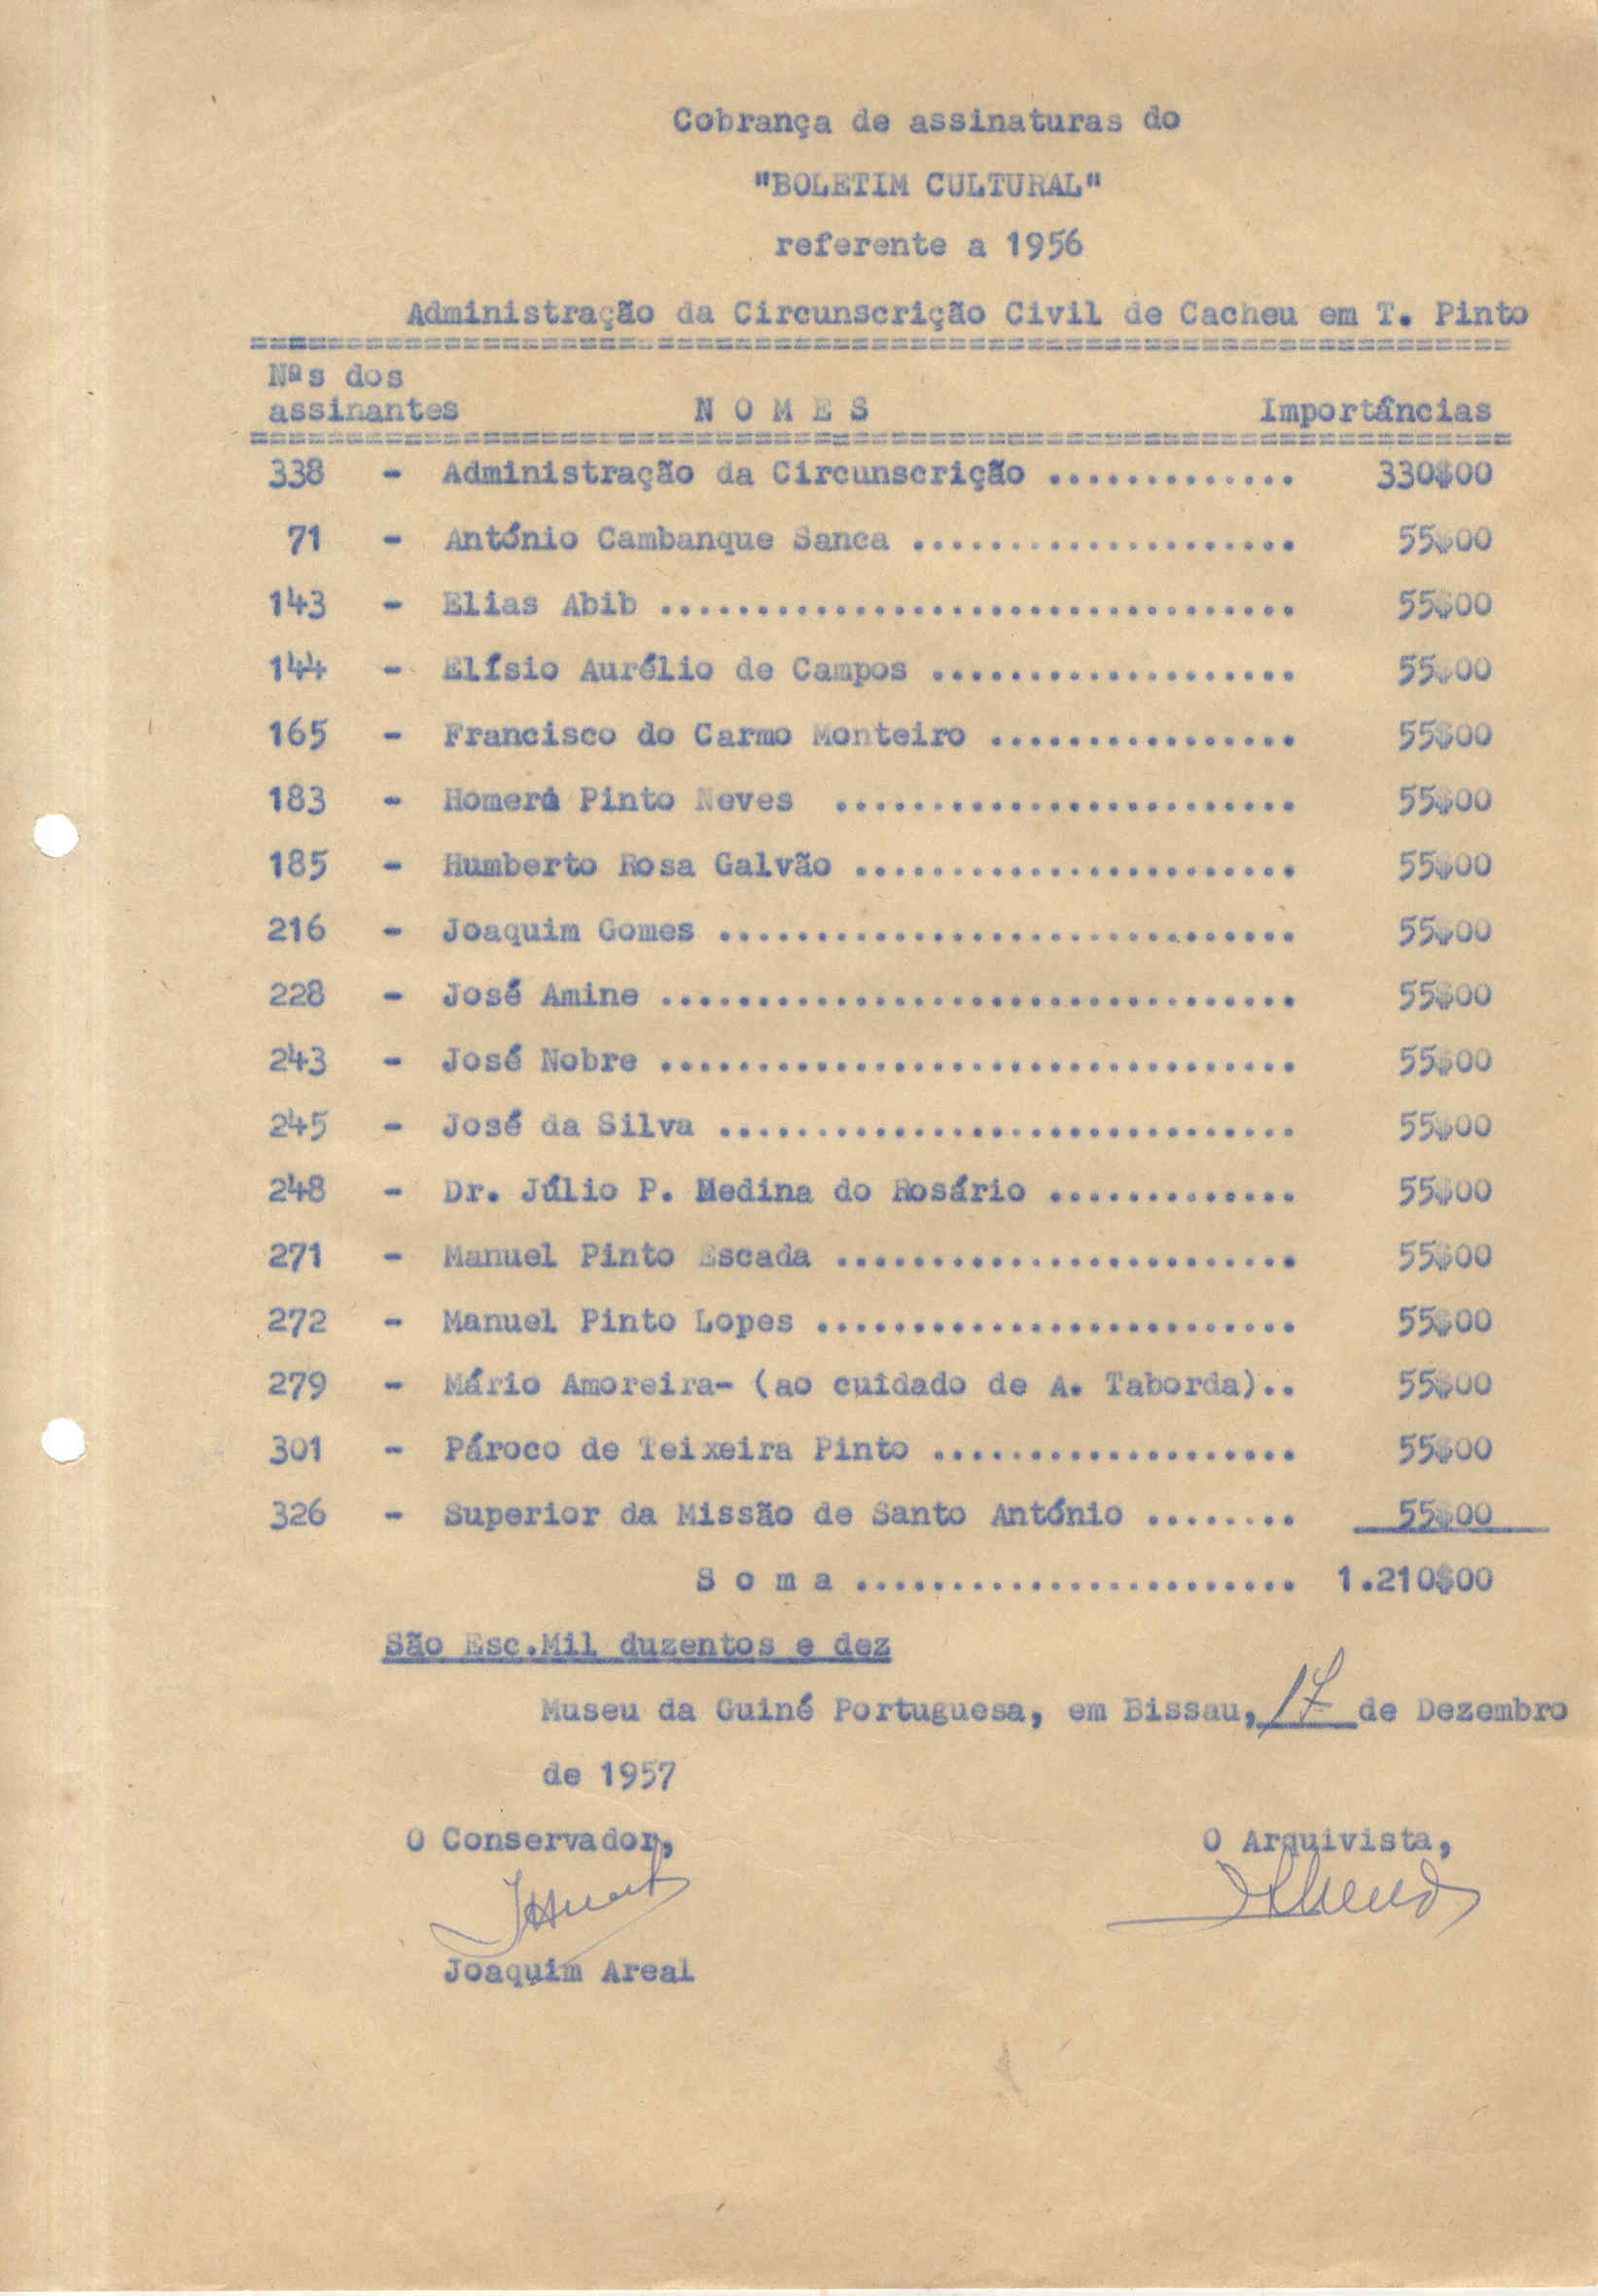 Cobrança de assinaturas do
"BOLETIM CULTURAL"
referente a 1956
Administração da Circunscrição Civil de Cacheu em T. Pinto
Nºs dos
assinantes N O M E S Importâncias
338 - Administração da Circunscrição ............. 330$00
71 - António Cambanque Sanca .................... 55$00
143 - Elias Abib ................................. 55$00
144 - Elísio Aurélio de Campos ................... 55$00
165 - Francisco do Carmo Monteiro ................ 55$00
183 - Homero Pinto Neves ........................ 55$00
185 - Humberto Rosa Galvão ....................... 55$00
216 - Joaquim Gomes .............................. 55$00
228 - José Amine ................................. 55$00
243 - José Nobre ................................. 55$00
245 - José da Silva .............................. 55$00
248 - Dr. Júlio P. Medina do Rosário ............. 55$00
271 - Manuel Pinto Escada ........................ 55$00
272 - Manuel Pinto Lopes ......................... 55$00
279 - Mário Amoreira- (ao cuidado de A. Taborda).. 55$00
301 - Pároco de Teixeira Pinto ................... 55$00
326 - Superior da Missão de Santo António ........ 55$00
S o m a ....................... 1.210$00
São Esc.Mil duzentos e dez
Museu da Guiné Portuguesa, em Bissau, 17 de Dezembro
de 1957
O Conservador, O Arquivista,
Joaquim Areal